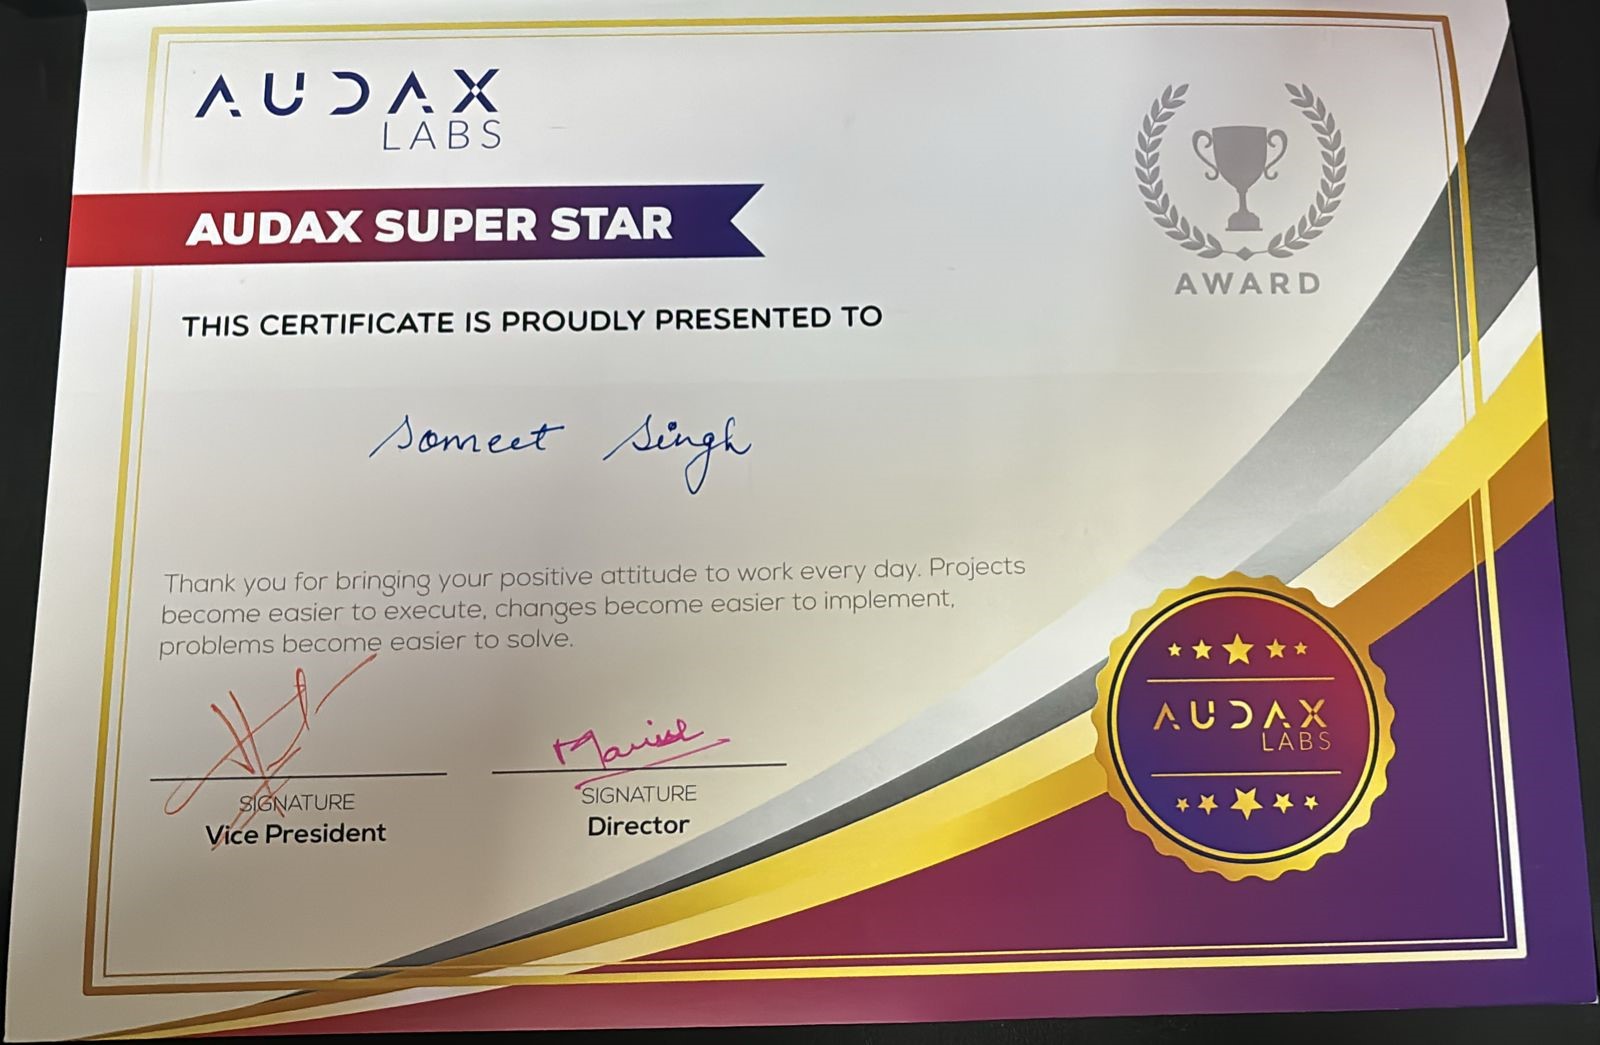 AUDAX
LABS
AUDAX SUPER STAR
AWARD
THIS CERTIFICATE IS PROUDLY PRESENTED TO
Someet Singh
Thank you for bringing your positive attitude to work every day. Projects
become easier to execute, changes become easier to implement,
problems become easier to solve.
SIGNATURE
Vice President
SIGNATURE
Director
AUDAX
LABS